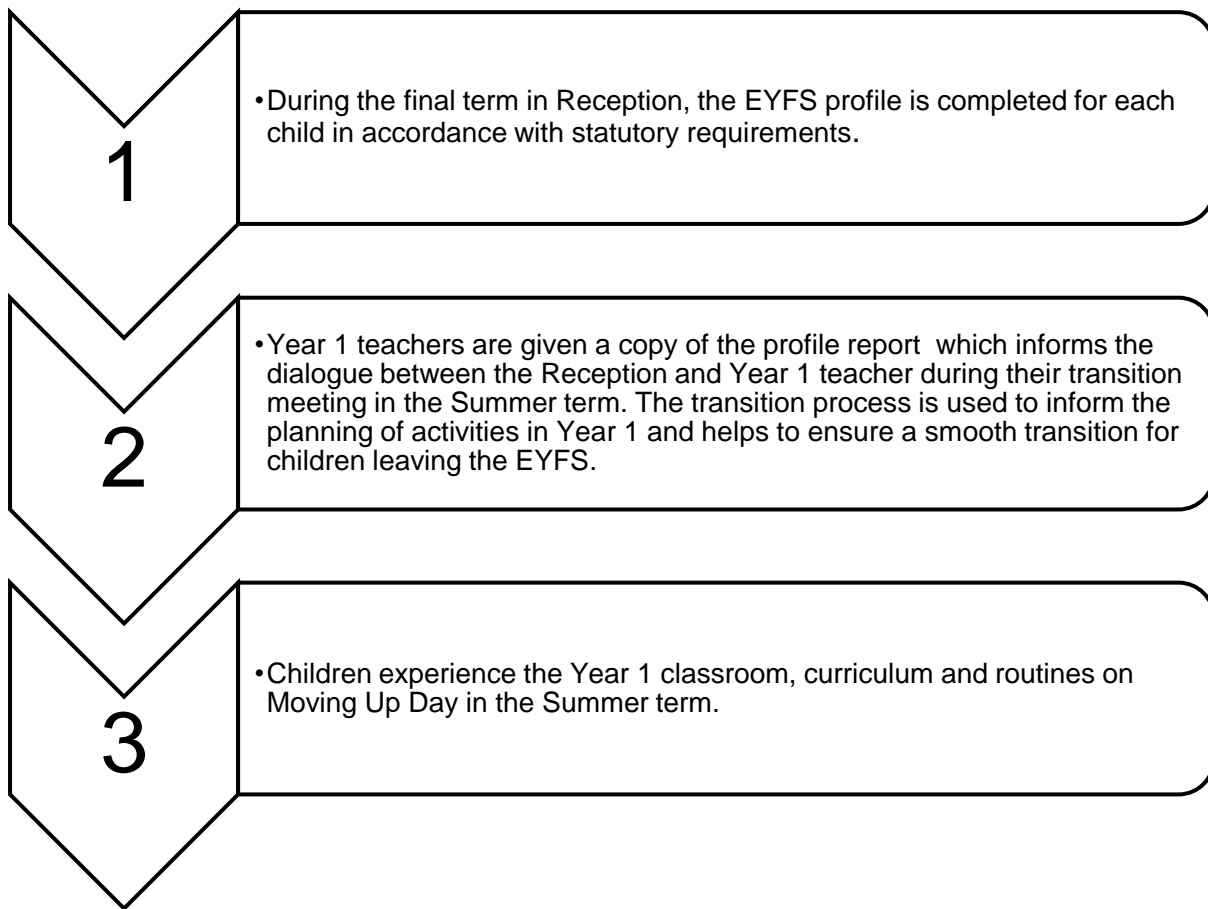 1
•During the final term in Reception, the EYFS profile is completed for each
child in accordance with statutory requirements.
2
•Year 1 teachers are given a copy of the profile report  which informs the
dialogue between the Reception and Year 1 teacher during their transition
meeting in the Summer term. The transition process is used to inform the
planning of activities in Year 1 and helps to ensure a smooth transition for
children leaving the EYFS.
3
•Children experience the Year 1 classroom, curriculum and routines on
Moving Up Day in the Summer term.